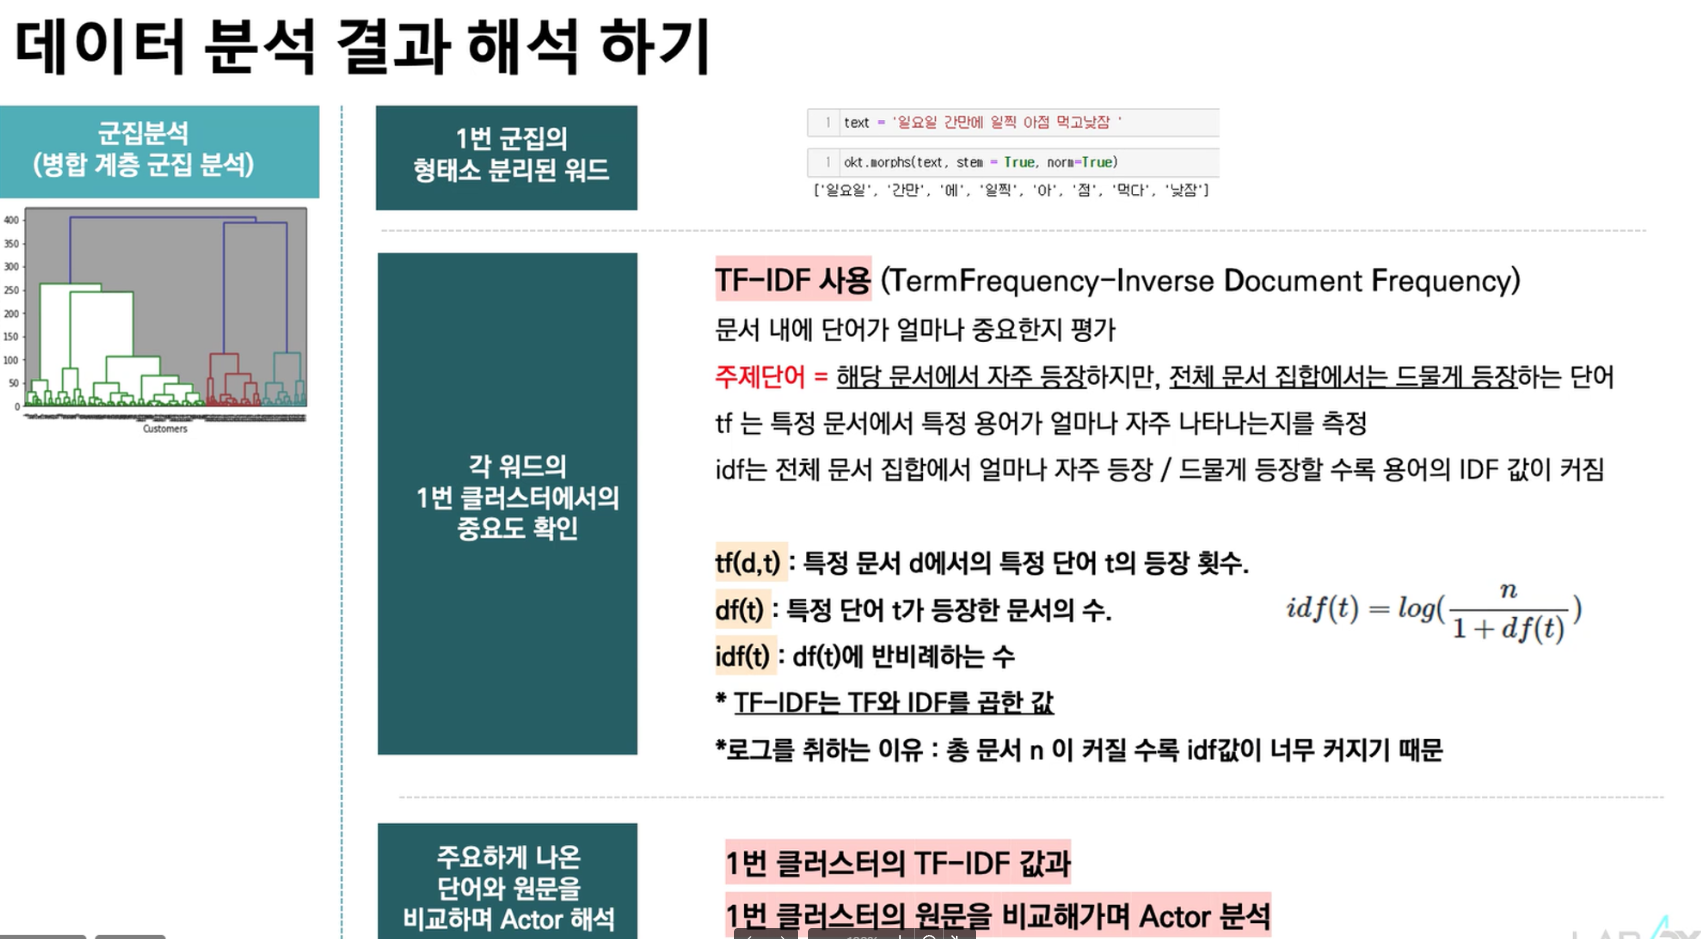 데이터 분석 결과 해석 하기
군집분석
(병합 계층 군집 분석)
400
350
300
250
200
150
100
50
0
Customers
1번 군집의
형태소 분리된 워드
1 text = '일요일 간만에 일찍 아점 먹고낮잠 '
1 okt.morphs(text, stem = True, norm=True)
['일요일', '간만', '에', '일찍', '아', '점', '먹다', '낮잠']
각 워드의
1번 클러스터에서의
중요도 확인
TF-IDF 사용 (TermFrequency-Inverse Document Frequency)
문서 내에 단어가 얼마나 중요한지 평가
주제단어 = 해당 문서에서 자주 등장하지만, 전체 문서 집합에서는 드물게 등장하는 단어
tf 는 특정 문서에서 특정 용어가 얼마나 자주 나타나는지를 측정
idf는 전체 문서 집합에서 얼마나 자주 등장 / 드물게 등장할 수록 용어의 IDF 값이 커짐
tf(d,t) : 특정 문서 d에서의 특정 단어 t의 등장 횟수.
df(t) : 특정 단어 t가 등장한 문서의 수.
idf(t) : df(t)에 반비례하는 수
idf(t) = log(n / (1 + df(t)))
* TF-IDF는 TF와 IDF를 곱한 값
*로그를 취하는 이유 : 총 문서 n 이 커질 수록 idf값이 너무 커지기 때문
주요하게 나온
단어와 원문을
비교하며 Actor 해석
1번 클러스터의 TF-IDF 값과
1번 클러스터의 원문을 비교해가며 Actor 분석